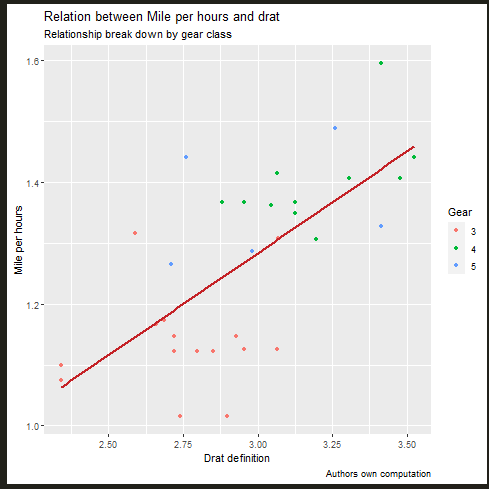 Relation between Mile per hours and drat
Relationship break down by gear class
1.6
1.4
1.2
1.0
Mile per hours
2.50 2.75 3.00 3.25 3.50
Drat definition
Gear
3
4
5
Authors own computation